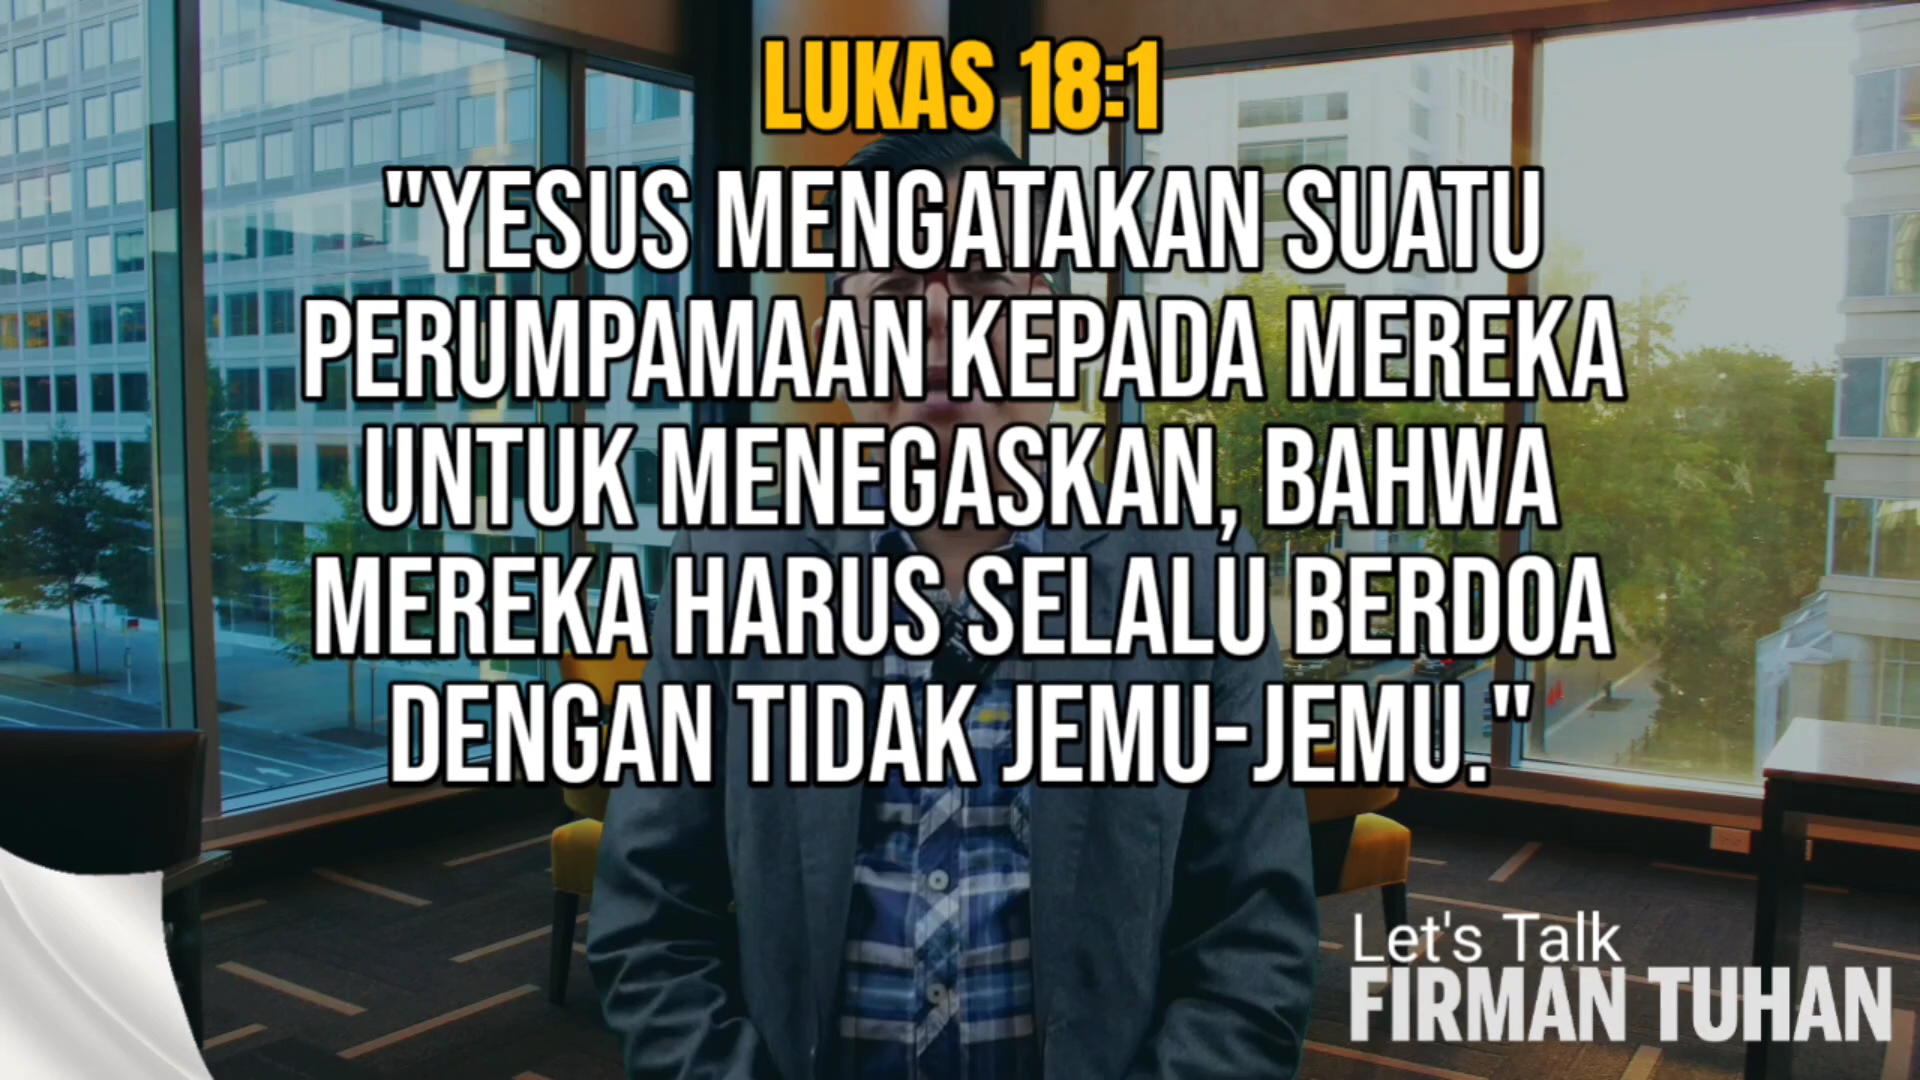 LUKAS 18:1
"YESUS MENGATAKAN SUATU
PERUMPAMAAN KEPADA MEREKA
UNTUK MENEGASKAN, BAHWA
MEREKA HARUS SELALU BERDOA
DENGAN TIDAK JEMU-JEMU."
Let's Talk
FIRMAN TUHAN